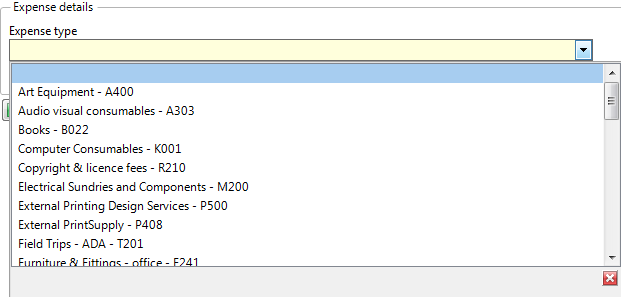 Expense details
Expense type
Art Equipment - A400
Audio visual consumables - A303
Books - B022
Computer Consumables - K001
Copyright & licence fees - R210
Electrical Sundries and Components - M200
External Printing Design Services - P500
External PrintSupply - P408
Field Trips - ADA - T201
Furniture & Fittings - office - F241